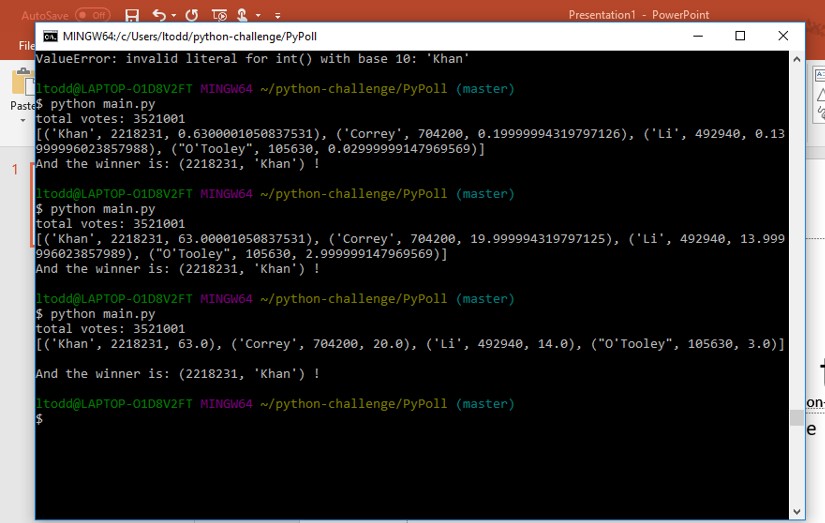 AutoSave Off
Presentation1 - PowerPoint
MINGW64:/c/Users/ltodd/python-challenge/PyPoll
File
Paste
1
ValueError: invalid literal for int() with base 10: 'Khan'
ltodd@LAPTOP-O1D8V2FT MINGW64 ~/python-challenge/PyPoll (master)
$ python main.py
total votes: 3521001
[('Khan', 2218231, 0.6300001050837531), ('Correy', 704200, 0.19999994319797126), ('Li', 492940, 0.13
999996023857988), ("O'Tooley", 105630, 0.02999999147969569)]
And the winner is: (2218231, 'Khan') !
ltodd@LAPTOP-O1D8V2FT MINGW64 ~/python-challenge/PyPoll (master)
$ python main.py
total votes: 3521001
[('Khan', 2218231, 63.00001050837531), ('Correy', 704200, 19.999994319797125), ('Li', 492940, 13.999
996023857989), ("O'Tooley", 105630, 2.999999147969569)]
And the winner is: (2218231, 'Khan') !
ltodd@LAPTOP-O1D8V2FT MINGW64 ~/python-challenge/PyPoll (master)
$ python main.py
total votes: 3521001
[('Khan', 2218231, 63.0), ('Correy', 704200, 20.0), ('Li', 492940, 14.0), ("O'Tooley", 105630, 3.0)]
And the winner is: (2218231, 'Khan') !
ltodd@LAPTOP-O1D8V2FT MINGW64 ~/python-challenge/PyPoll (master)
$